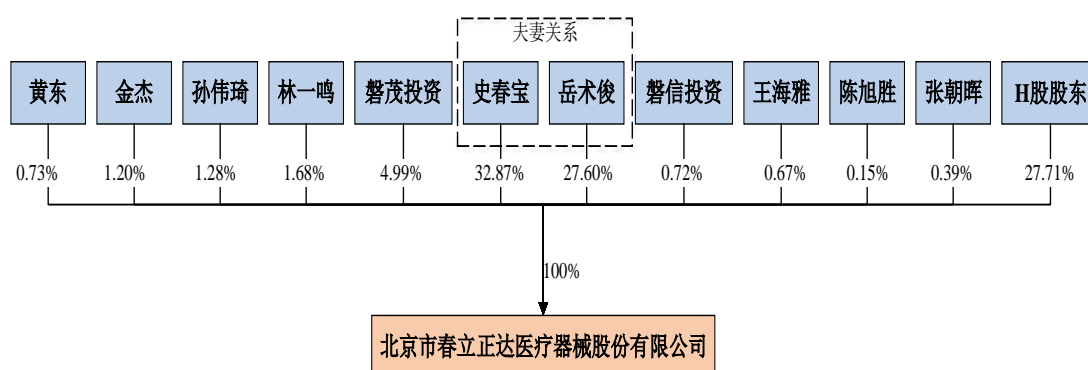 夫妻关系
黄东
金杰
孙伟琦
林一鸣
磐茂投资
史春宝
岳术俊
磐信投资
王海雅
陈旭胜
张朝晖
H股股东
0.73%
1.20%
1.28%
1.68%
4.99%
32.87%
27.60%
0.72%
0.67%
0.15%
0.39%
27.71%
100%
北京市春立正达医疗器械股份有限公司